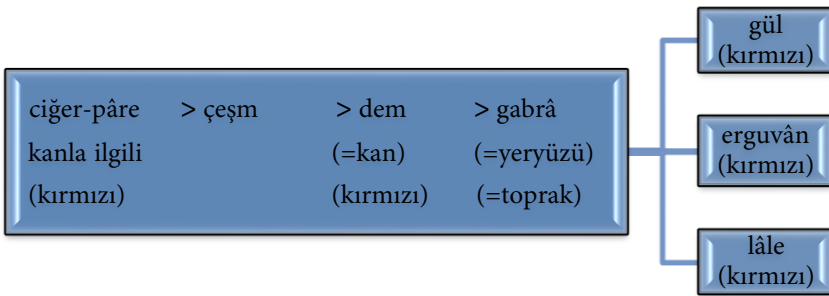 ciğer-pâre > çeşm > dem > gabrâ
kanla ilgili (=kan) (=yeryüzü)
(kırmızı) (kırmızı) (=toprak)
gül
(kırmızı)
erguvân
(kırmızı)
lâle
(kırmızı)